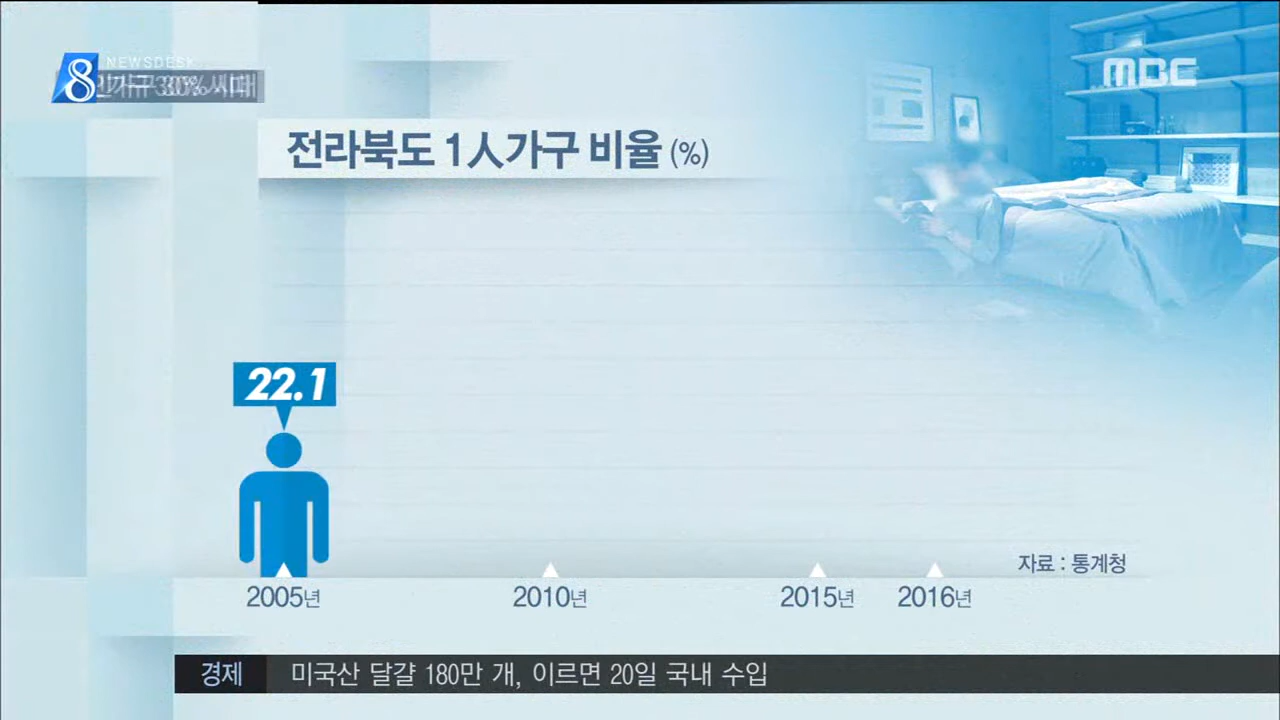 NEWSDESK
8
MBC
전라북도 1人가구 비율 (%)
22.1
자료 : 통계청
2005년 2010년 2015년 2016년
경제 미국산 달걀 180만 개, 이르면 20일 국내 수입